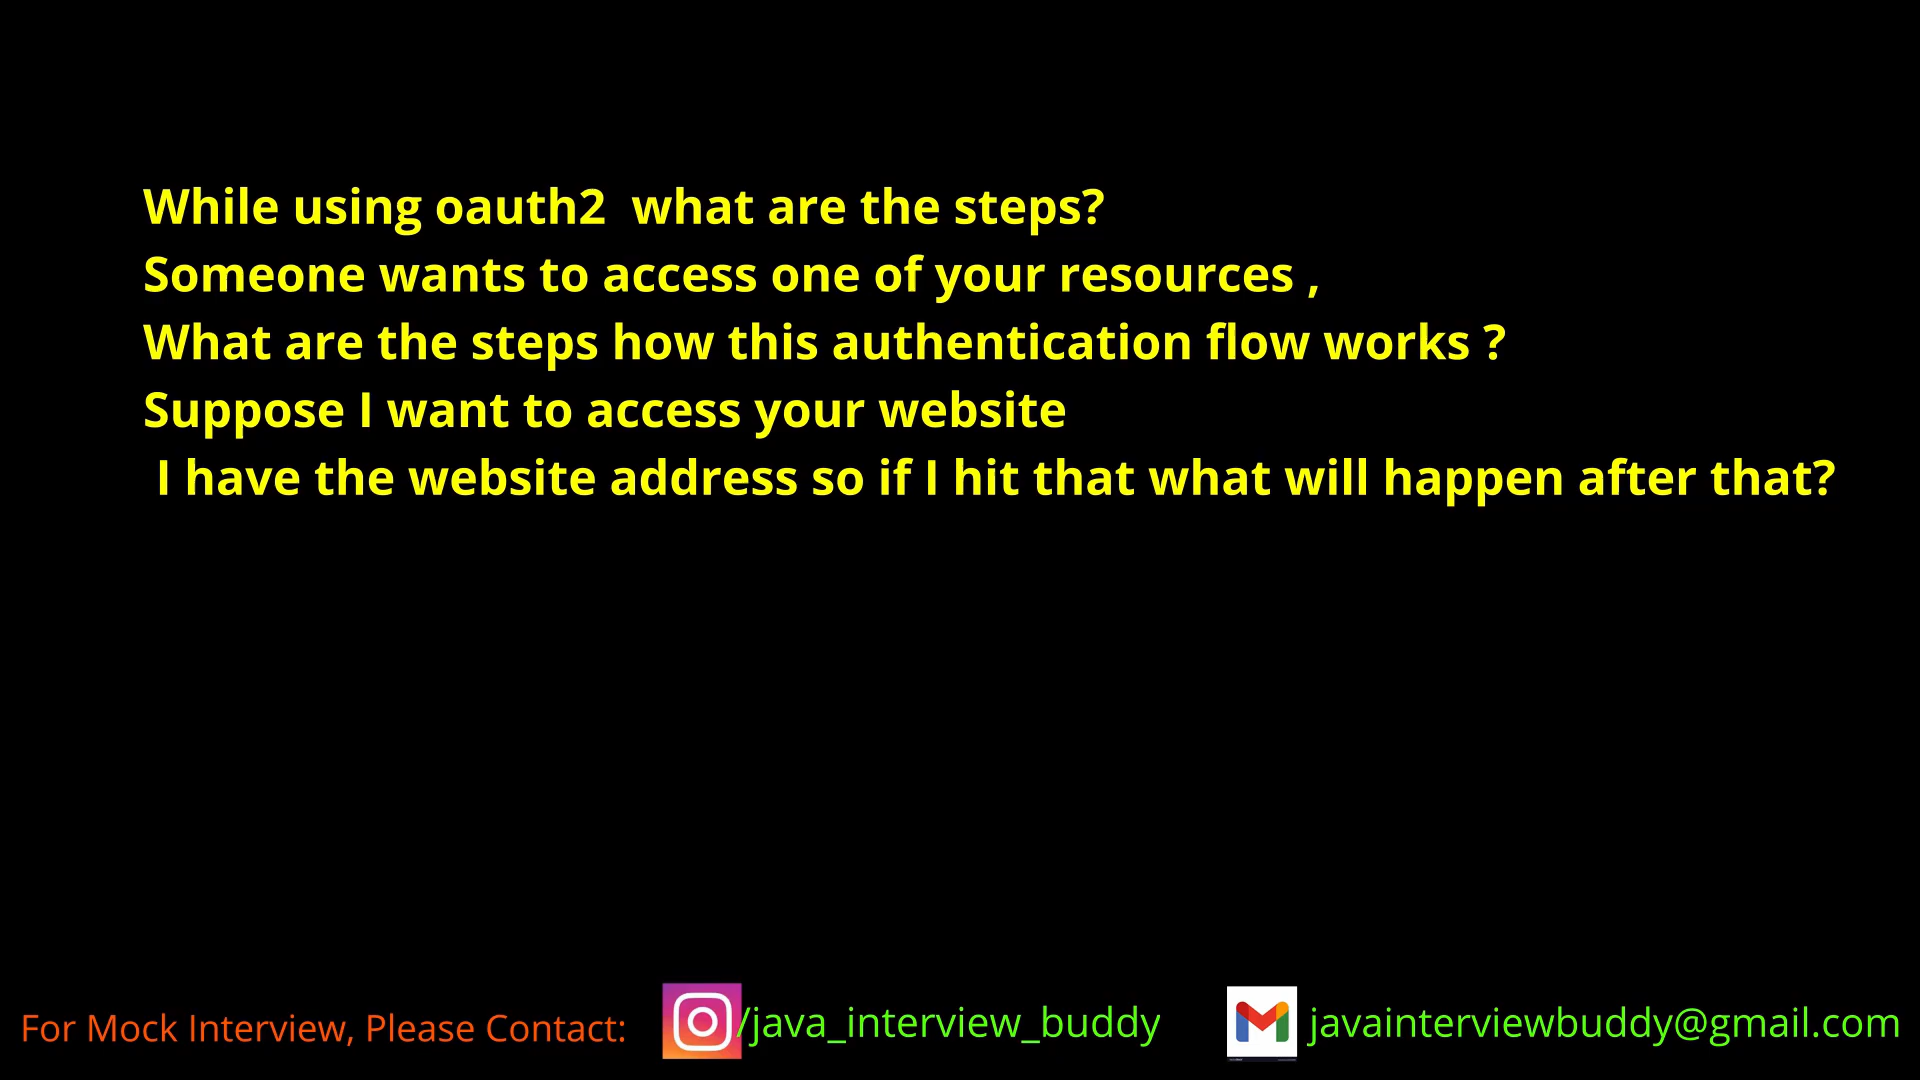 While using oauth2  what are the steps?
Someone wants to access one of your resources ,
What are the steps how this authentication flow works ?
Suppose I want to access your website
I have the website address so if I hit that what will happen after that?
For Mock Interview, Please Contact: /java_interview_buddy javainterviewbuddy@gmail.com